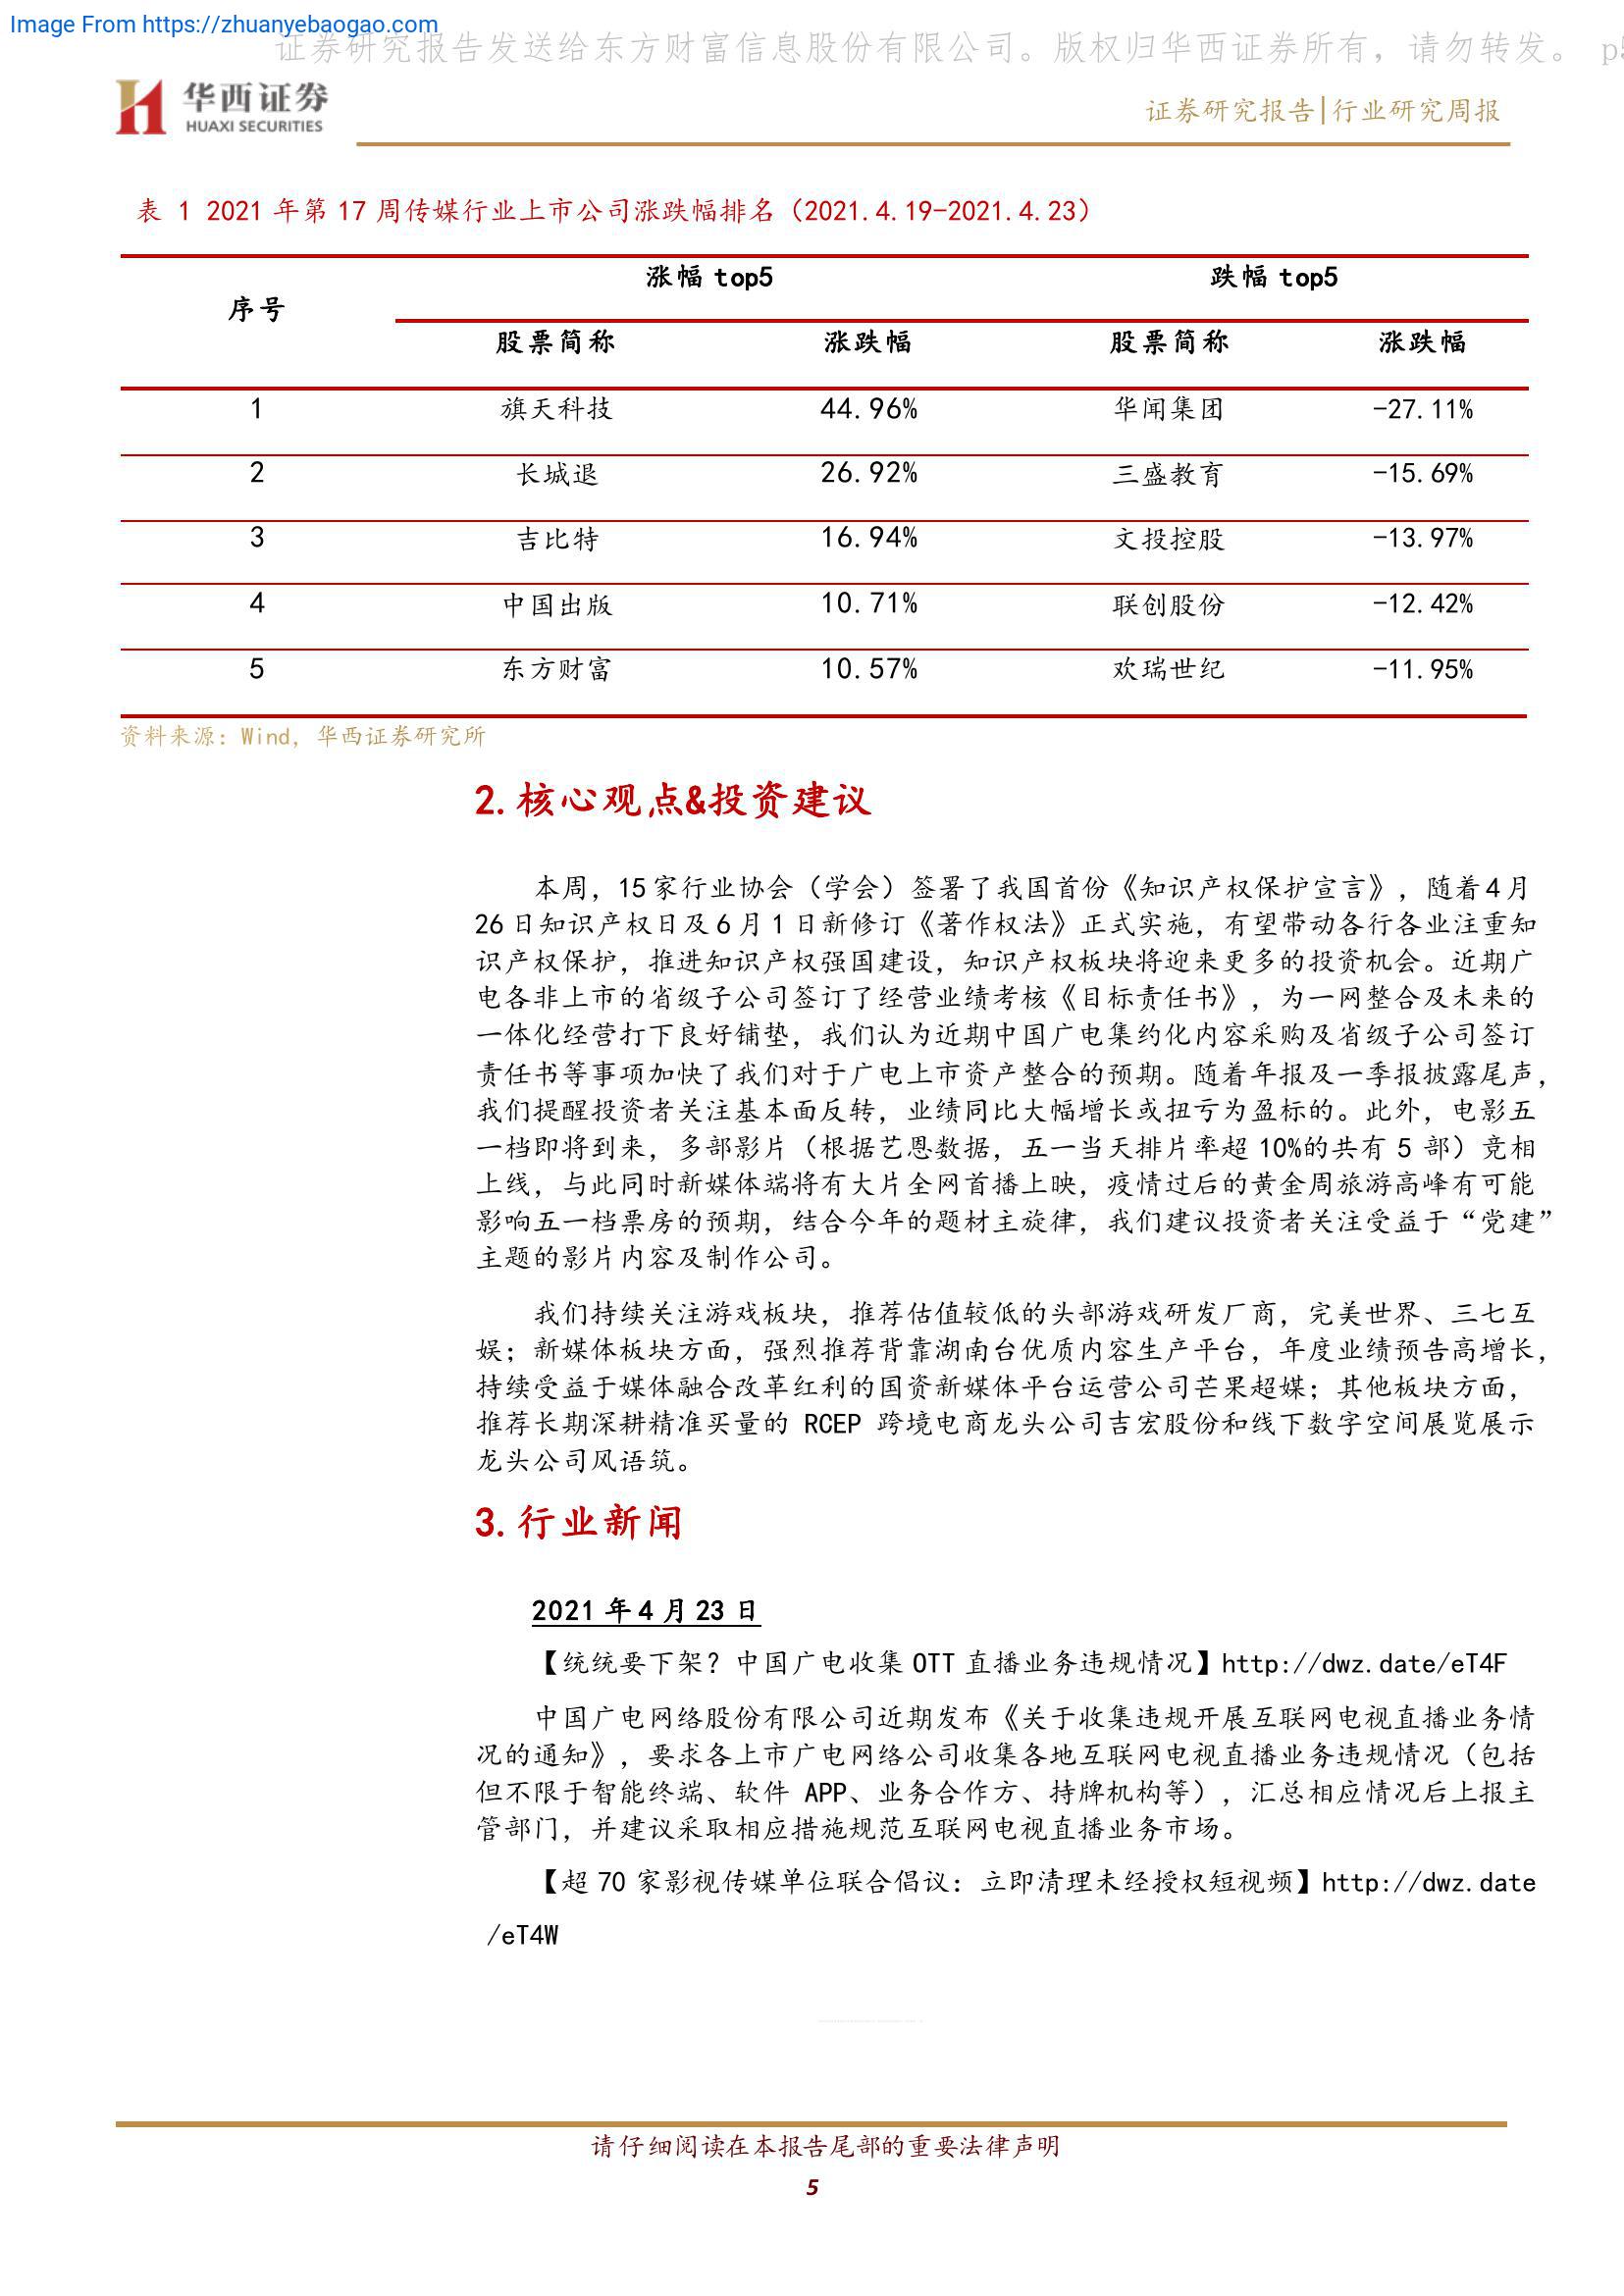 Image From https://zhuanyebaogao.com
证券研究报告发送给东方财富信息股份有限公司。版权归华西证券所有，请勿转发。 p5
华西证券
HUAXI SECURITIES
证券研究报告|行业研究周报
表 1 2021 年第 17 周传媒行业上市公司涨跌幅排名（2021.4.19-2021.4.23）
序号 涨幅 top5 跌幅 top5
股票简称 涨跌幅 股票简称 涨跌幅
1 旗天科技 44.96% 华闻集团 -27.11%
2 长城退 26.92% 三盛教育 -15.69%
3 吉比特 16.94% 文投控股 -13.97%
4 中国出版 10.71% 联创股份 -12.42%
5 东方财富 10.57% 欢瑞世纪 -11.95%
资料来源：Wind，华西证券研究所
2.核心观点&投资建议
本周，15 家行业协会（学会）签署了我国首份《知识产权保护宣言》，随着 4 月
26 日知识产权日及 6 月 1 日新修订《著作权法》正式实施，有望带动各行各业注重知
识产权保护，推进知识产权强国建设，知识产权板块将迎来更多的投资机会。近期广
电各非上市的省级子公司签订了经营业绩考核《目标责任书》，为一网整合及未来的
一体化经营打下良好铺垫，我们认为近期中国广电集约化内容采购及省级子公司签订
责任书等事项加快了我们对于广电上市资产整合的预期。随着年报及一季报披露尾声，
我们提醒投资者关注基本面反转，业绩同比大幅增长或扭亏为盈标的。此外，电影五
一档即将到来，多部影片（根据艺恩数据，五一当天排片率超 10%的共有 5 部）竞相
上线，与此同时新媒体端将有大片全网首播上映，疫情过后的黄金周旅游高峰有可能
影响五一档票房的预期，结合今年的题材主旋律，我们建议投资者关注受益于“党建”
主题的影片内容及制作公司。
我们持续关注游戏板块，推荐估值较低的头部游戏研发厂商，完美世界、三七互
娱；新媒体板块方面，强烈推荐背靠湖南台优质内容生产平台，年度业绩预告高增长，
持续受益于媒体融合改革红利的国资新媒体平台运营公司芒果超媒；其他板块方面，
推荐长期深耕精准买量的 RCEP 跨境电商龙头公司吉宏股份和线下数字空间展览展示
龙头公司风语筑。
3.行业新闻
2021 年 4 月 23 日
【统统要下架？中国广电收集 OTT 直播业务违规情况】http://dwz.date/eT4F
中国广电网络股份有限公司近期发布《关于收集违规开展互联网电视直播业务情
况的通知》，要求各上市广电网络公司收集各地互联网电视直播业务违规情况（包括
但不限于智能终端、软件 APP、业务合作方、持牌机构等），汇总相应情况后上报主
管部门，并建议采取相应措施规范互联网电视直播业务市场。
【超 70 家影视传媒单位联合倡议：立即清理未经授权短视频】http://dwz.date
/eT4W
请仔细阅读在本报告尾部的重要法律声明
5